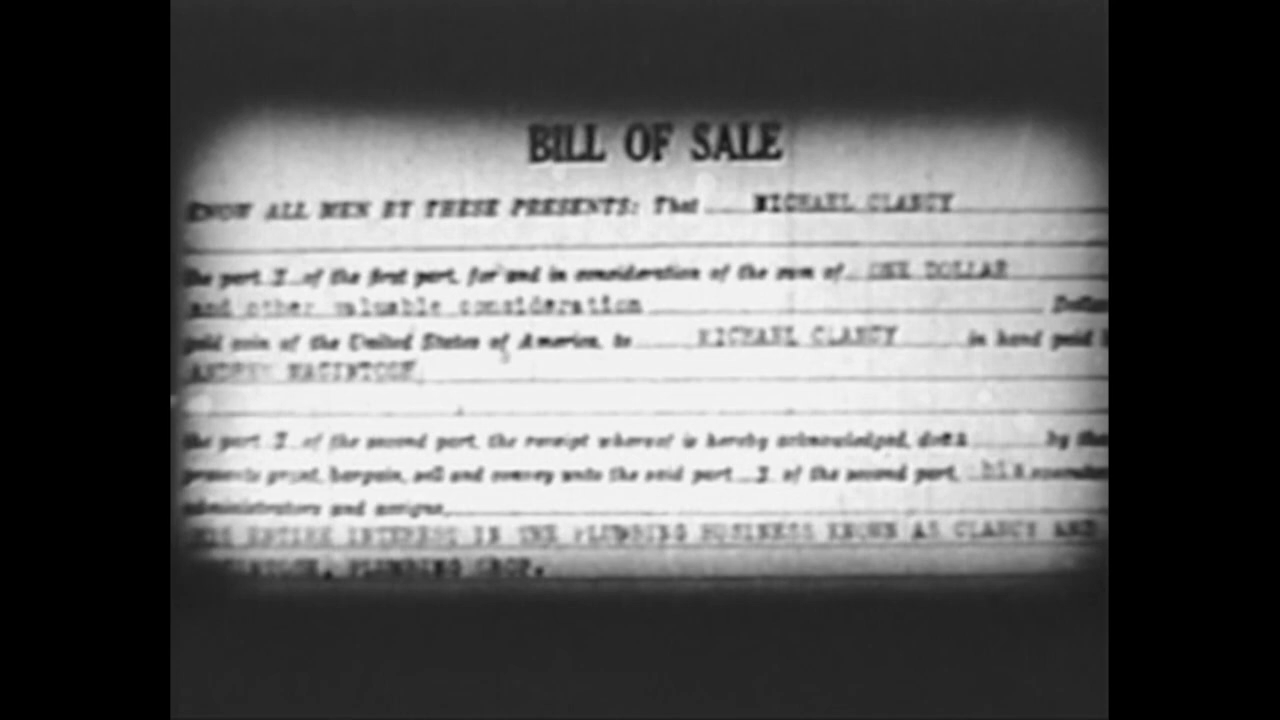 BILL OF SALE
KNOW ALL MEN BY THESE PRESENTS: That MICHAEL CLANCY
the part Y of the first part, for and in consideration of the sum of ONE DOLLAR
and other valuable consideration Dollars
gold coin of the United States of America, to MICHAEL CLANCY in hand paid
ANDREW MACINTOSH
the part Y of the second part, the receipt whereof is hereby acknowledged, does by these
presents grant, bargain, sell and convey unto the said part Y of the second part, his executors
administrators and assigns
HIS ENTIRE INTEREST IN THE PLUMBING BUSINESS KNOWN AS CLANCY AND
PLUMBING SHOP.